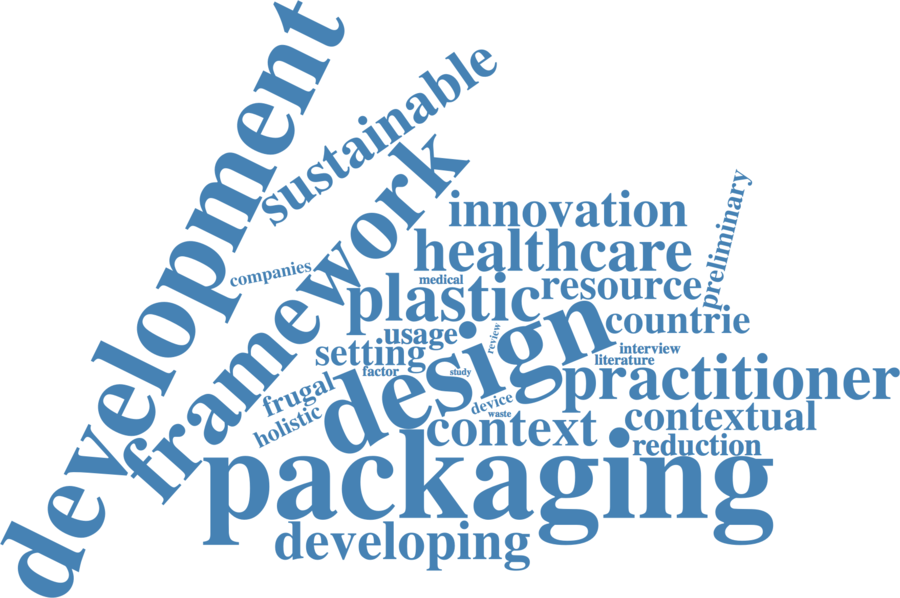 development
sustainable
framework
innovation
preliminary
healthcare
companies
medical
plastic
resource
design
countrie
usage
review
setting
interview
literature
factor
study
practitioner
frugal
device
holistic
waste
context
contextual
reduction
packaging
developing